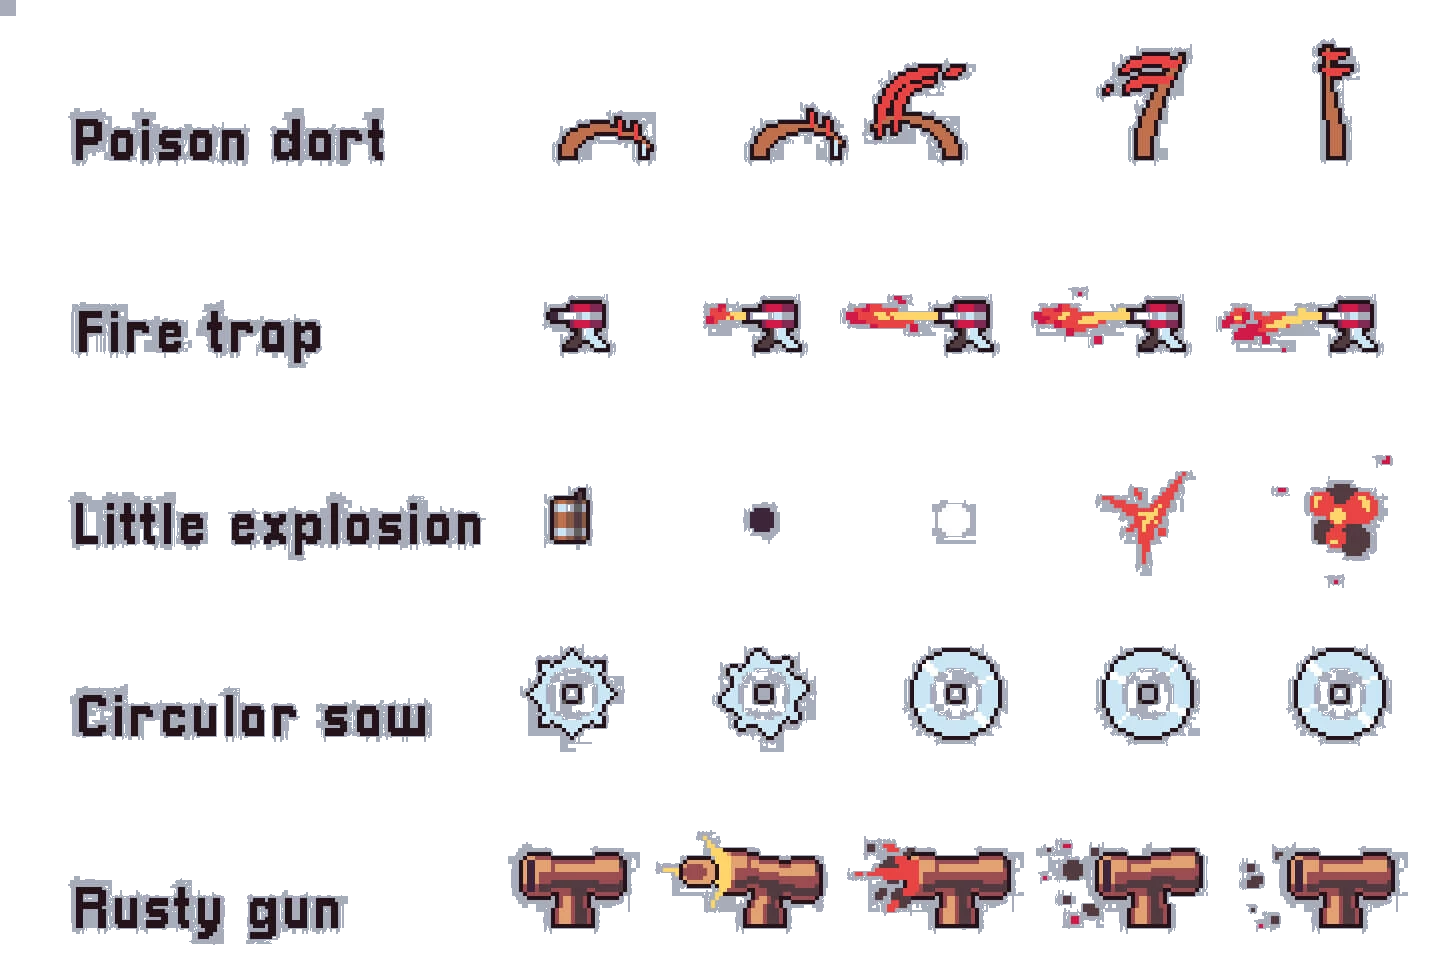 Poison dart
Fire trap
Little explosion
Circular saw
Rusty gun